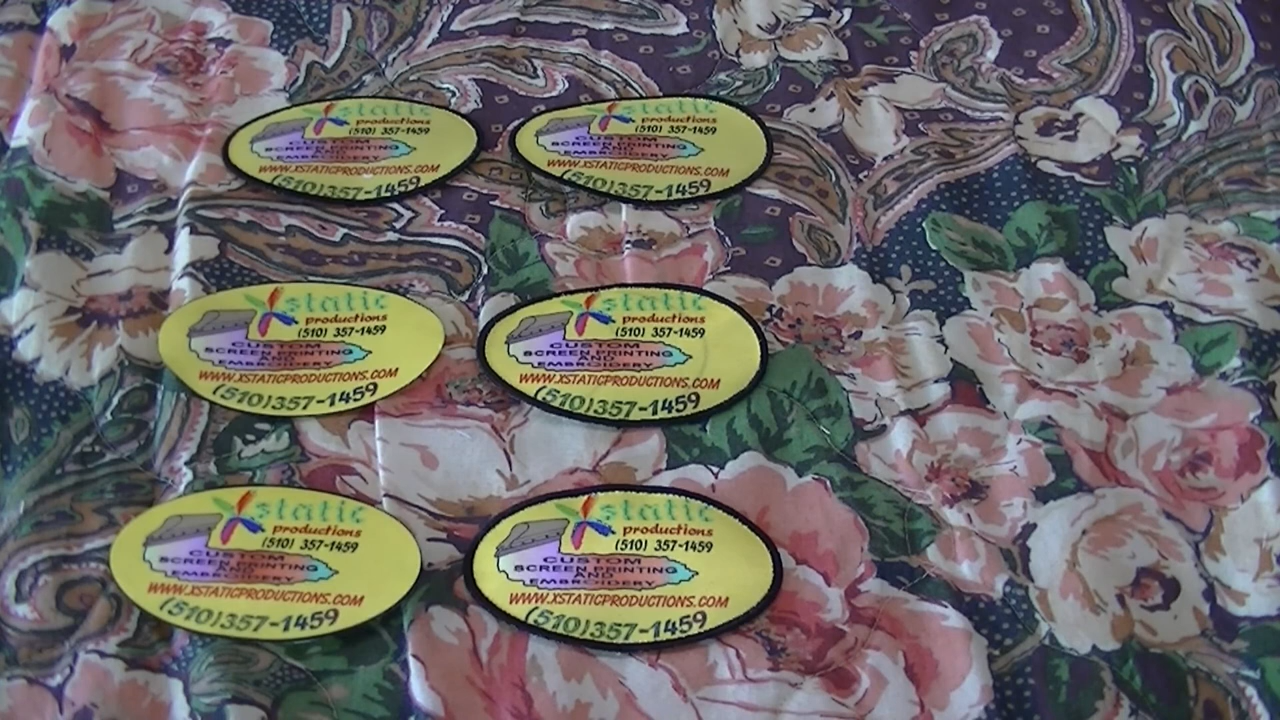 Xstatic
productions
(510) 357-1459
CUSTOM
SCREEN PRINTING
AND
EMBROIDERY
WWW.XSTATICPRODUCTIONS.COM
(510)357-1459
Xstatic
productions
(510) 357-1459
CUSTOM
SCREEN PRINTING
AND
EMBROIDERY
WWW.XSTATICPRODUCTIONS.COM
(510)357-1459
Xstatic
productions
(510) 357-1459
CUSTOM
SCREEN PRINTING
AND
EMBROIDERY
WWW.XSTATICPRODUCTIONS.COM
(510)357-1459
Xstatic
productions
(510) 357-1459
CUSTOM
SCREEN PRINTING
AND
EMBROIDERY
WWW.XSTATICPRODUCTIONS.COM
(510)357-1459
Xstatic
productions
(510) 357-1459
CUSTOM
SCREEN PRINTING
AND
EMBROIDERY
WWW.XSTATICPRODUCTIONS.COM
(510)357-1459
Xstatic
productions
(510) 357-1459
CUSTOM
SCREEN PRINTING
AND
EMBROIDERY
WWW.XSTATICPRODUCTIONS.COM
(510)357-1459